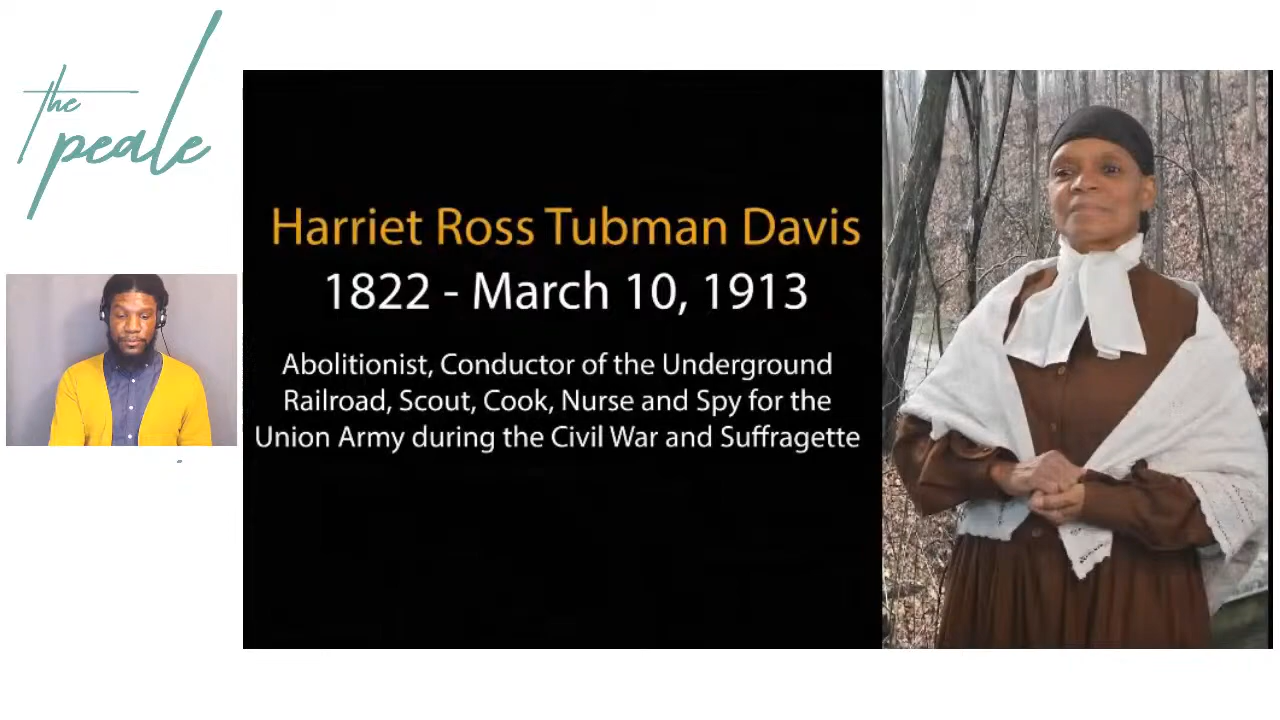 the
peale
Harriet Ross Tubman Davis
1822 - March 10, 1913
Abolitionist, Conductor of the Underground
Railroad, Scout, Cook, Nurse and Spy for the
Union Army during the Civil War and Suffragette